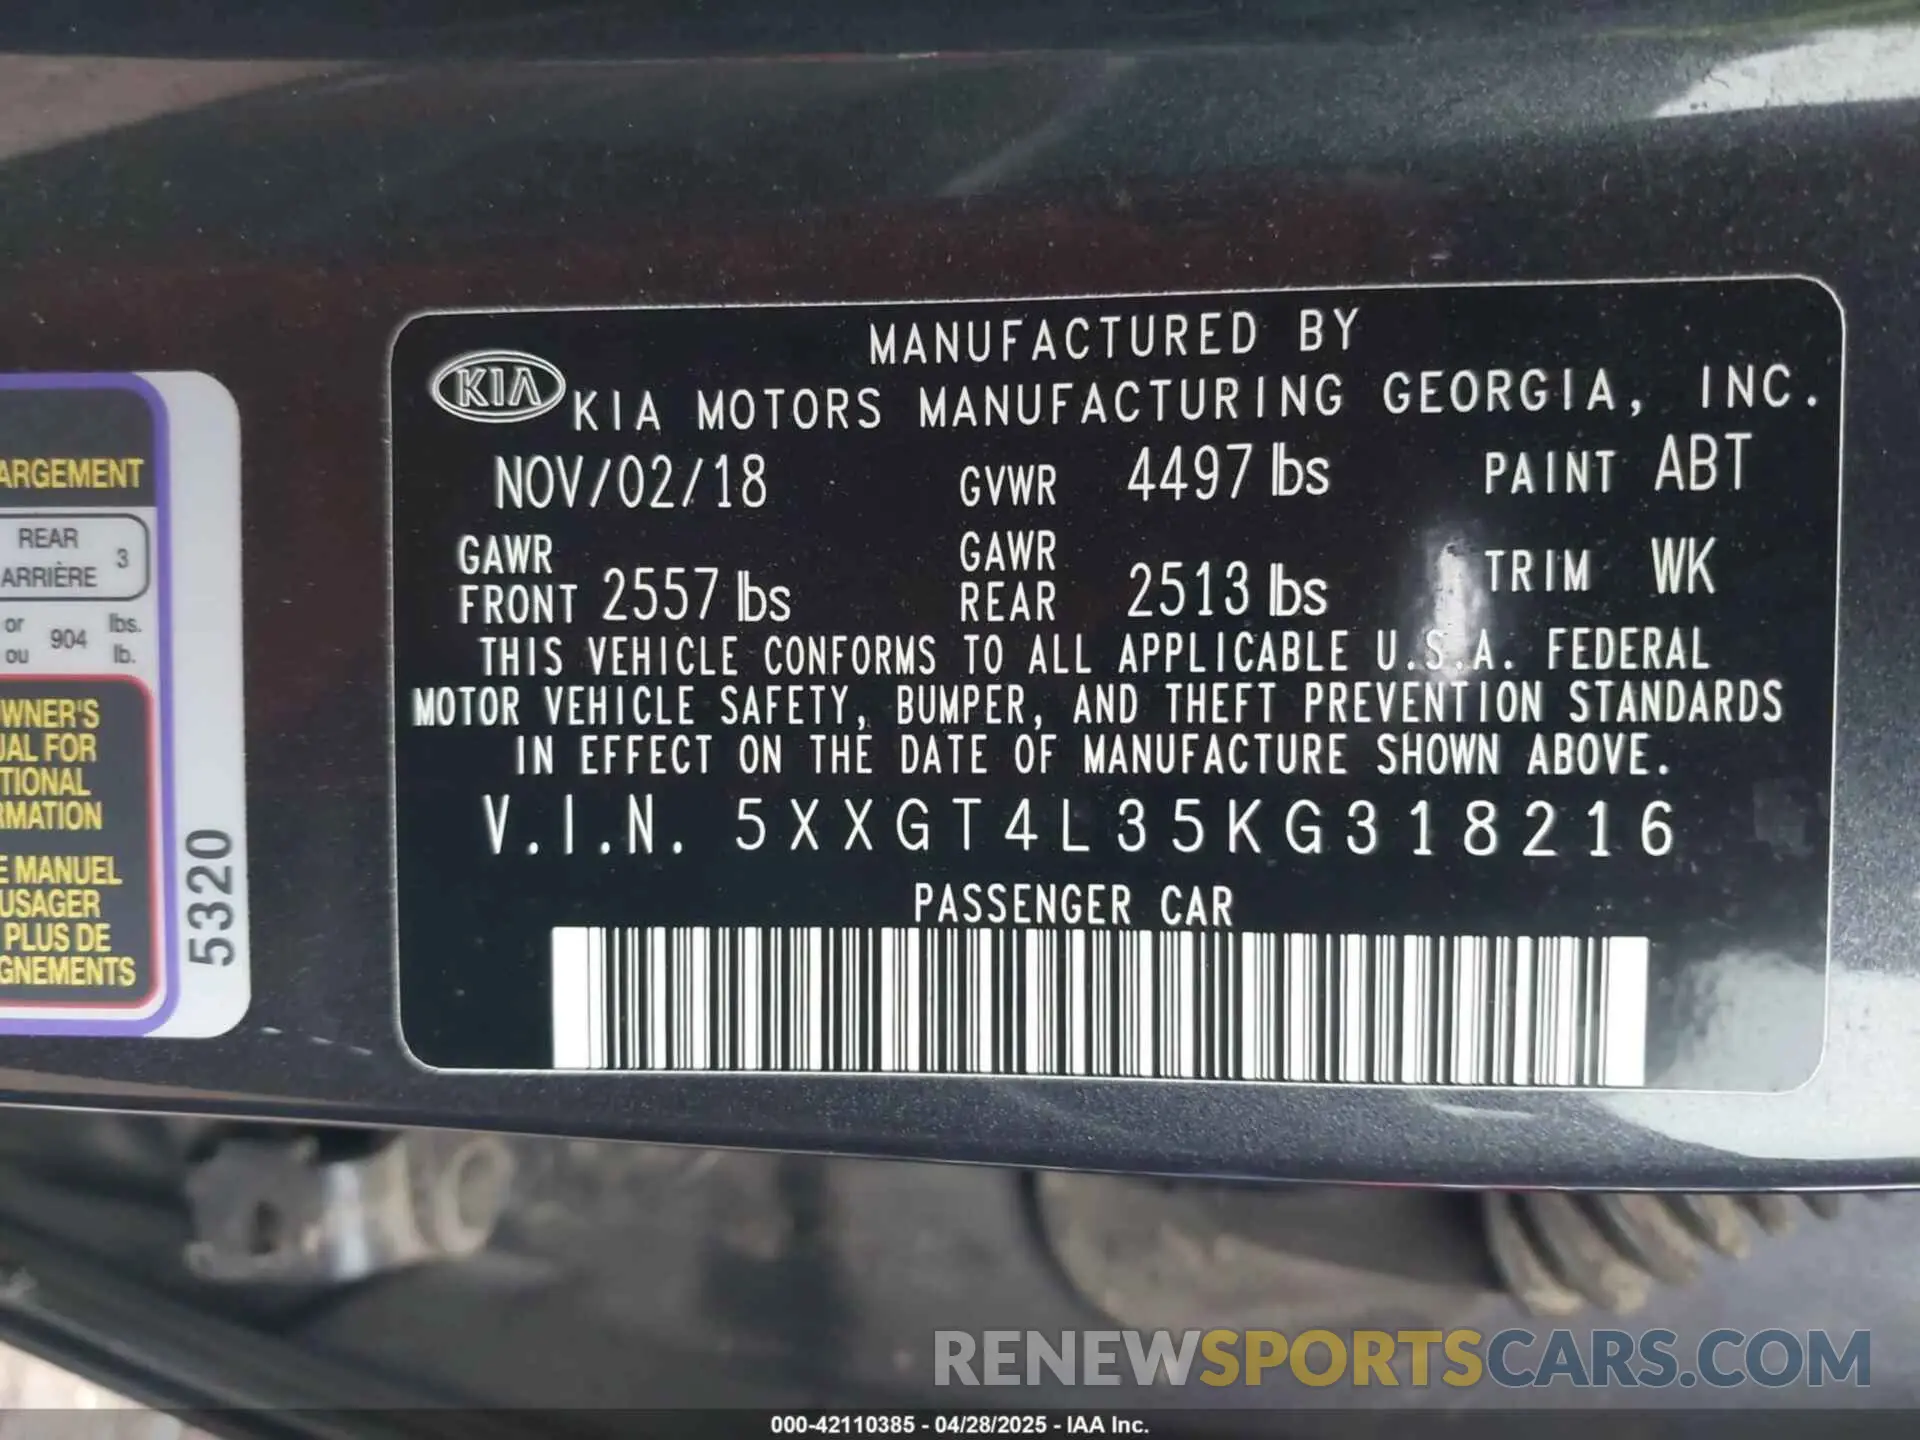 MANUFACTURED BY
KIA
KIA MOTORS MANUFACTURING GEORGIA, INC.
NOV/02/18 GVWR 4497 lbs PAINT ABT
GAWR FRONT 2557 lbs GAWR REAR 2513 lbs TRIM WK
THIS VEHICLE CONFORMS TO ALL APPLICABLE U.S.A. FEDERAL
MOTOR VEHICLE SAFETY, BUMPER, AND THEFT PREVENTION STANDARDS
IN EFFECT ON THE DATE OF MANUFACTURE SHOWN ABOVE.
V.I.N. 5XXGT4L35KG318216
PASSENGER CAR
ARGEMENT
REAR
ARRIÈRE 3
or 904 lbs.
ou lb.
WNER'S
UAL FOR
TIONAL
RMATION
E MANUEL
USAGER
PLUS DE
GNEMENTS
5320
RENEWSPORTSCARS.COM
000-42110385 - 04/28/2025 - IAA Inc.